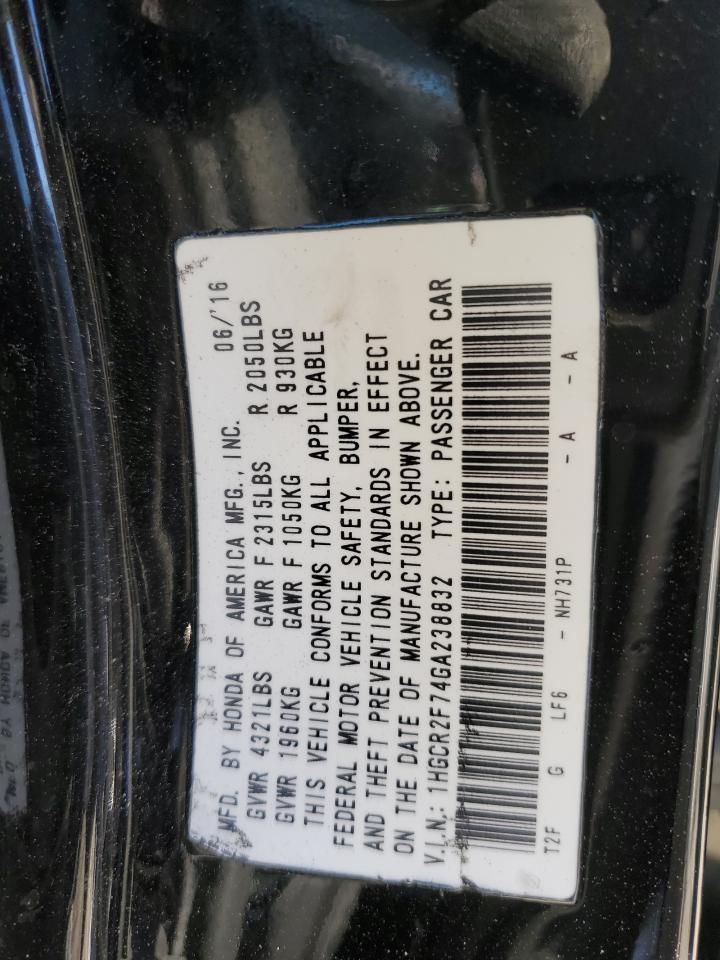 MFD. BY HONDA OF AMERICA MFG., INC. 06/'16
GVWR 4321LBS GAWR F 2315LBS R 2050LBS
GVWR 1960KG GAWR F 1050KG R 930KG
THIS VEHICLE CONFORMS TO ALL APPLICABLE
FEDERAL MOTOR VEHICLE SAFETY, BUMPER,
AND THEFT PREVENTION STANDARDS IN EFFECT
ON THE DATE OF MANUFACTURE SHOWN ABOVE.
V.I.N.: 1HGCR2F74GA238832 TYPE: PASSENGER CAR
T2F G LF6 - NH731P - A - A